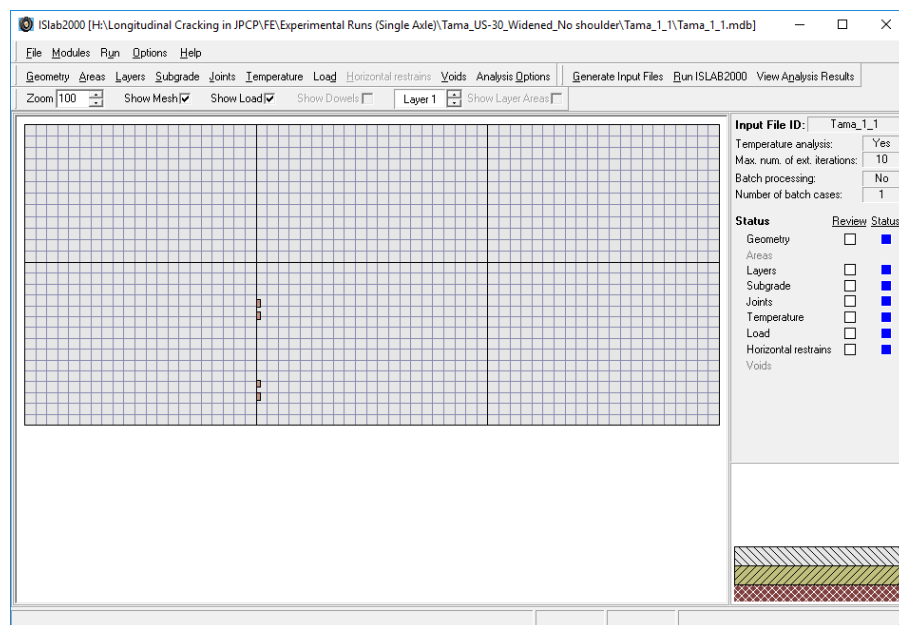 ISlab2000 [H:\Longitudinal Cracking in JPCP\FE\Experimental Runs (Single Axle)\Tama_US-30_Widened_No shoulder\Tama_1_1\Tama_1_1.mdb]
File Modules Run Options Help
Geometry Areas Layers Subgrade Joints Temperature Load Horizontal restrains Voids Analysis Options Generate Input Files Run ISLAB2000 View Analysis Results
Zoom 100 Show Mesh Show Load Show Dowels Layer 1 Show Layer Areas
Input File ID: Tama_1_1
Temperature analysis: Yes
Max. num. of ext. iterations: 10
Batch processing: No
Number of batch cases: 1
Status Review Status
Geometry
Areas
Layers
Subgrade
Joints
Temperature
Load
Horizontal restrains
Voids